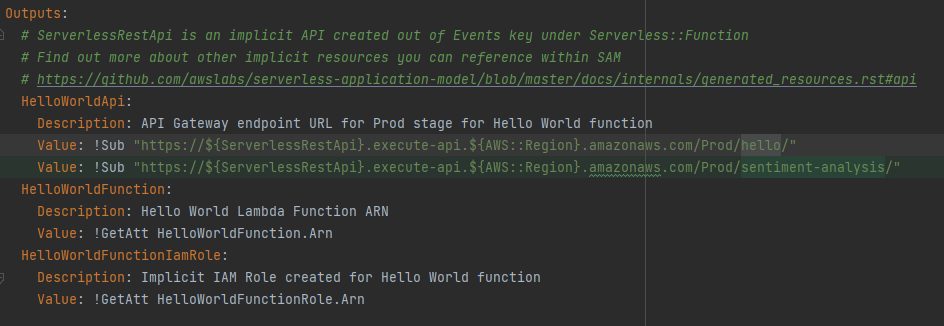 Outputs:
# ServerlessRestApi is an implicit API created out of Events key under Serverless::Function
# Find out more about other implicit resources you can reference within SAM
# https://github.com/awslabs/serverless-application-model/blob/master/docs/internals/generated_resources.rst#api
HelloWorldApi:
Description: API Gateway endpoint URL for Prod stage for Hello World function
Value: !Sub "https://${ServerlessRestApi}.execute-api.${AWS::Region}.amazonaws.com/Prod/hello/"
Value: !Sub "https://${ServerlessRestApi}.execute-api.${AWS::Region}.amazonaws.com/Prod/sentiment-analysis/"
HelloWorldFunction:
Description: Hello World Lambda Function ARN
Value: !GetAtt HelloWorldFunction.Arn
HelloWorldFunctionIamRole:
Description: Implicit IAM Role created for Hello World function
Value: !GetAtt HelloWorldFunctionRole.Arn